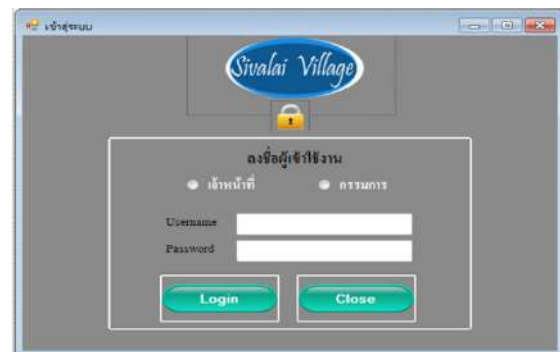 เข้าสู่ระบบ
Sivalai Village
ลงชื่อผู้เข้าใช้งาน
เจ้าหน้าที่ กรรมการ
Username
Password
Login Close